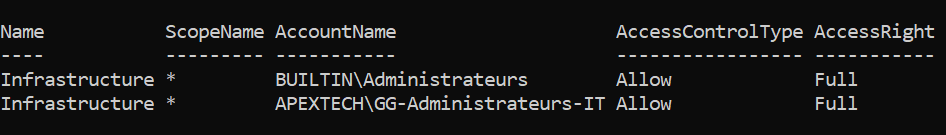 Name ScopeName AccountName AccessControlType AccessRight
---- --------- ----------- ----------------- -----------
Infrastructure * BUILTIN\Administrateurs Allow Full
Infrastructure * APEXTECH\GG-Administrateurs-IT Allow Full